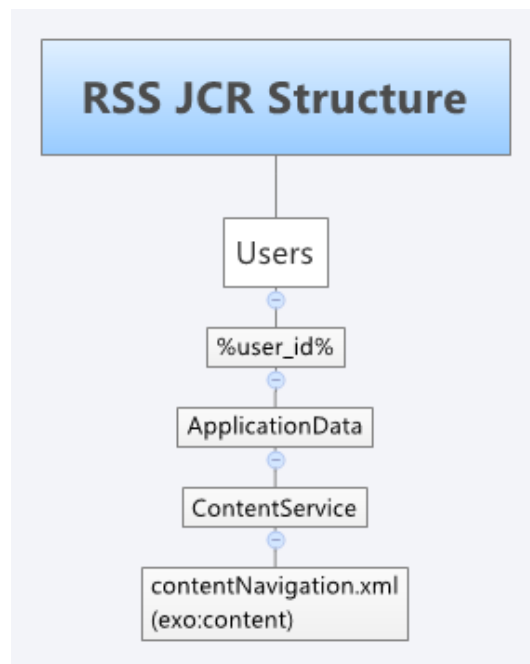 RSS JCR Structure
Users
%user_id%
ApplicationData
ContentService
contentNavigation.xml
(exo:content)